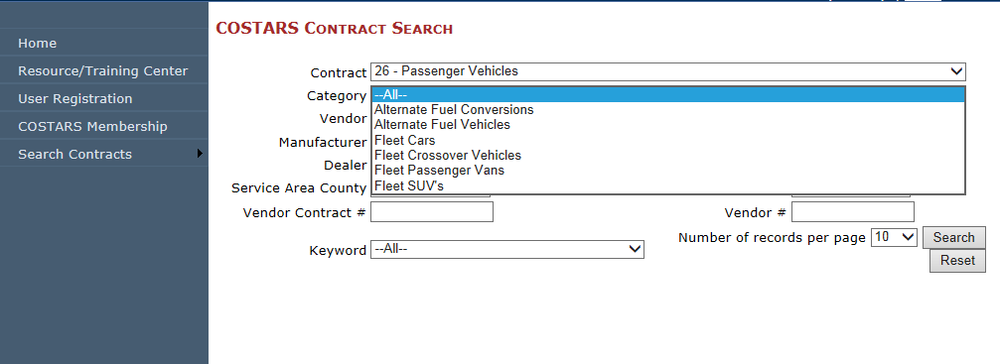 COSTARS CONTRACT SEARCH
Home
Resource/Training Center
User Registration
COSTARS Membership
Search Contracts
Contract 26 - Passenger Vehicles
Category --All--
Alternate Fuel Conversions
Vendor Alternate Fuel Vehicles
Manufacturer Fleet Cars
Fleet Crossover Vehicles
Dealer Fleet Passenger Vans
Service Area County Fleet SUV's
Vendor Contract # Vendor #
Number of records per page 10 Search
Keyword --All--
Reset